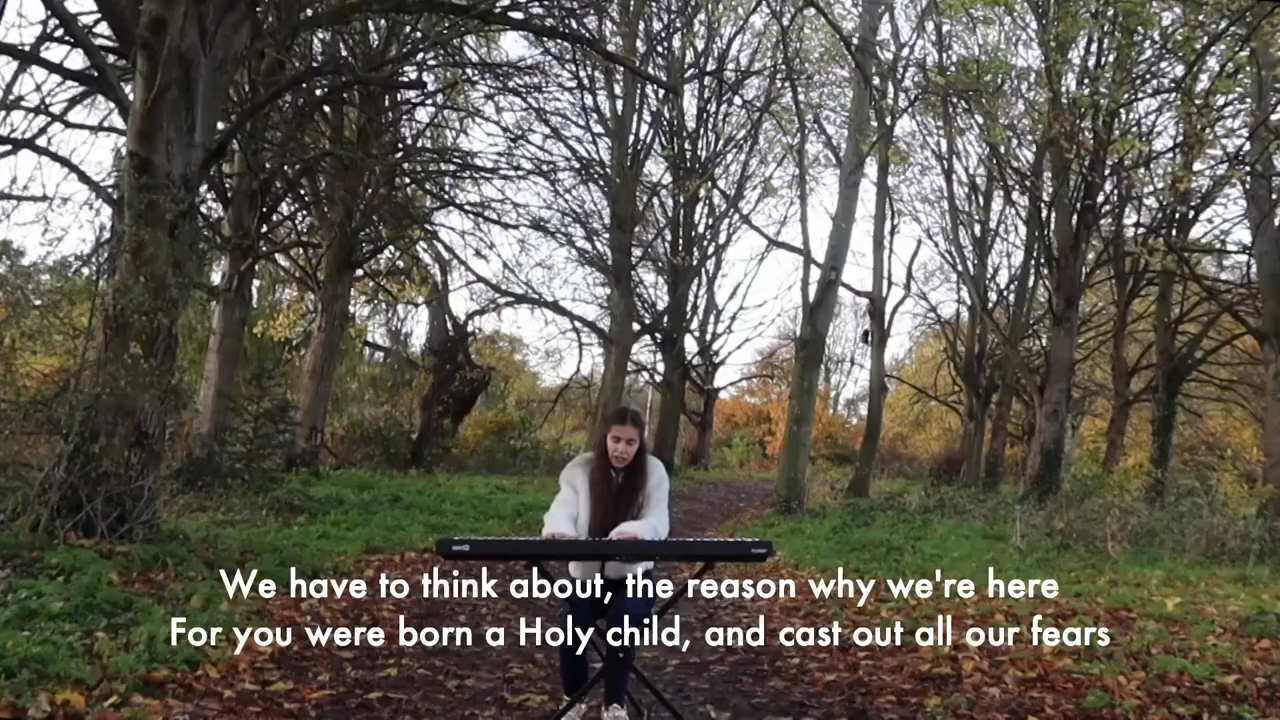 We have to think about, the reason why we're here
For you were born a Holy child, and cast out all our fears